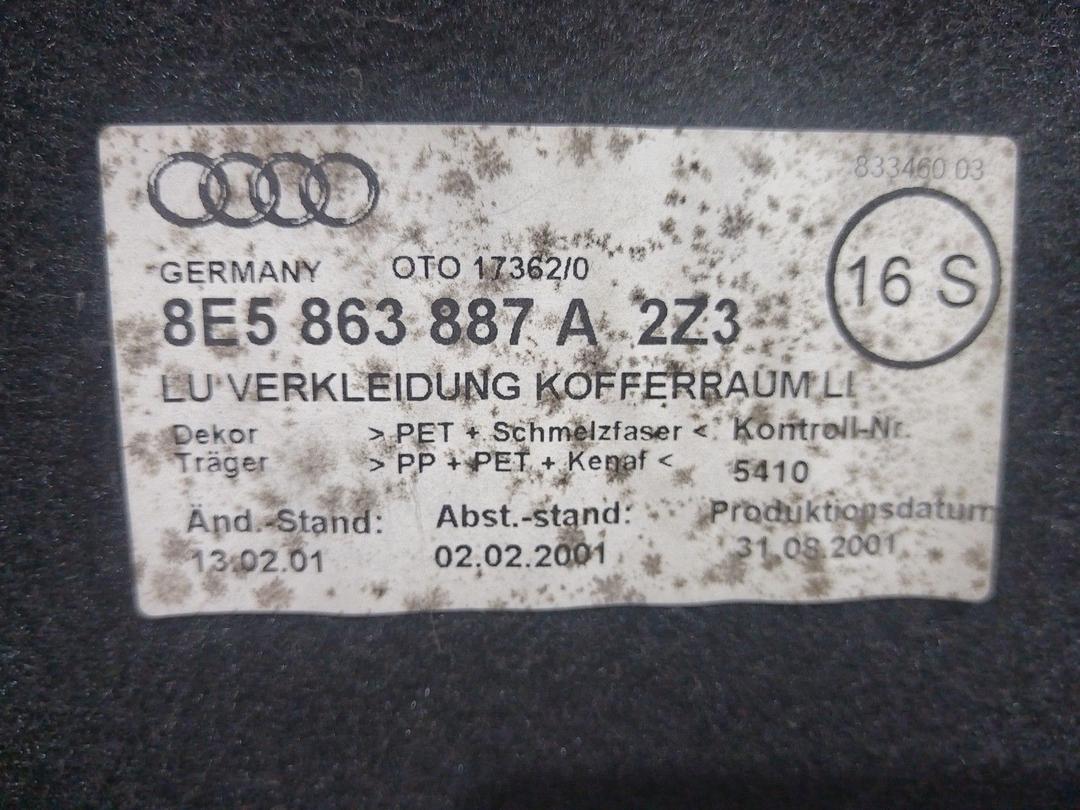 833460 03
GERMANY OTO 17362/0
16 S
8E5 863 887 A 2Z3
LU VERKLEIDUNG KOFFERRAUM LI
Dekor > PET + Schmelzfaser < Kontroll-Nr.
Träger > PP + PET + Kenaf < 5410
Änd.-Stand: Abst.-stand: Produktionsdatum
13.02.01 02.02.2001 31.08.2001